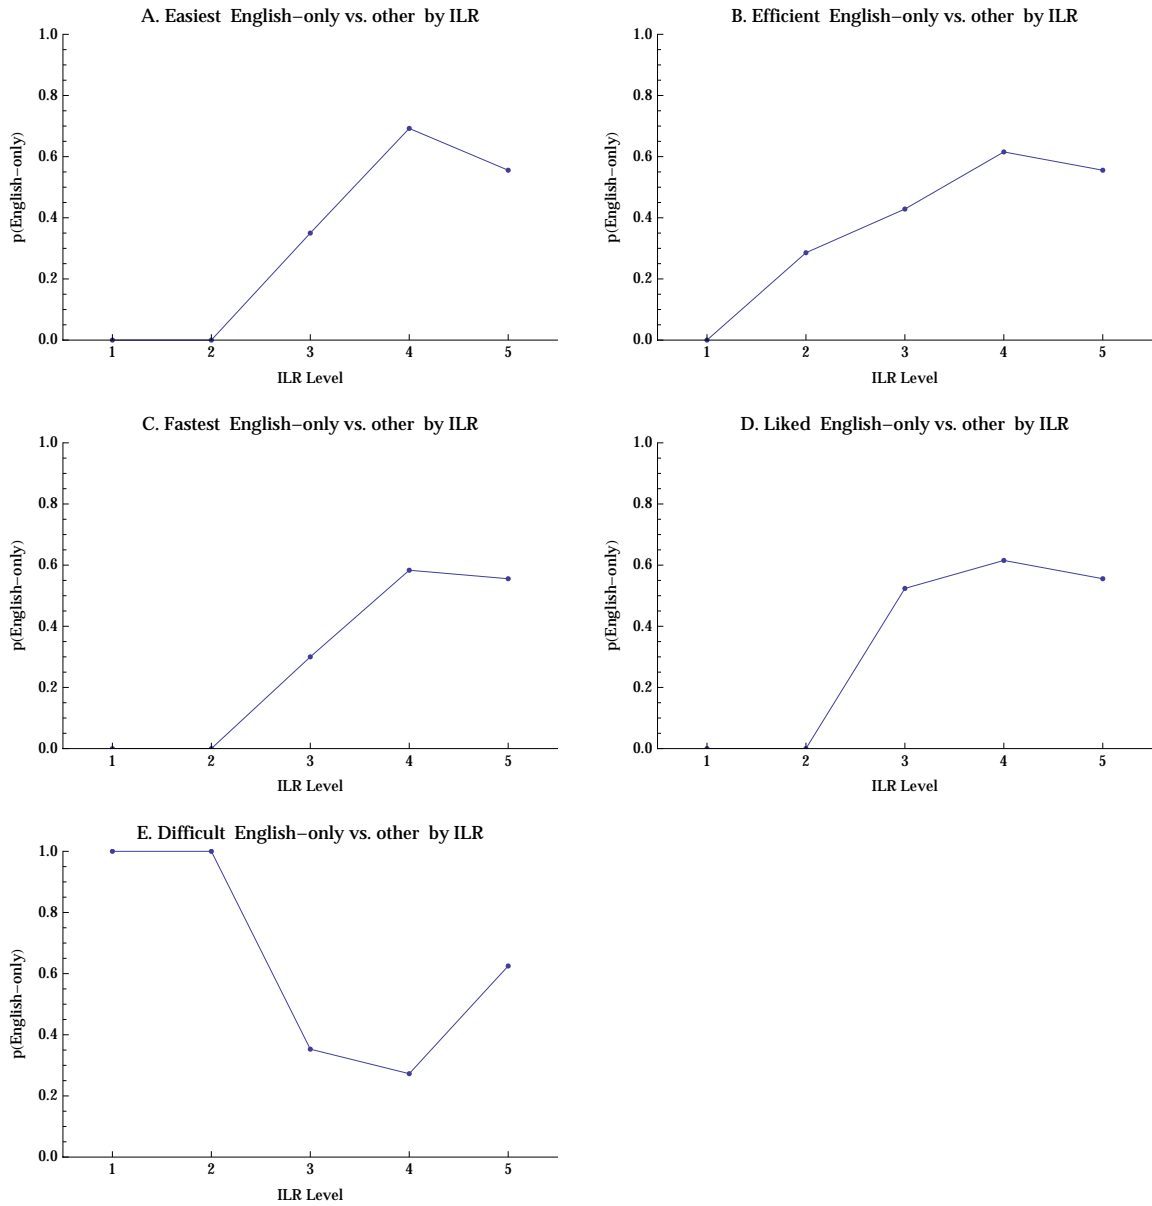 A. Easiest English–only vs. other by ILR
1.0
0.8
0.6
0.4
0.2
0.0
p(English–only)
1 2 3 4 5
ILR Level
B. Efficient English–only vs. other by ILR
1.0
0.8
0.6
0.4
0.2
0.0
p(English–only)
1 2 3 4 5
ILR Level
C. Fastest English–only vs. other by ILR
1.0
0.8
0.6
0.4
0.2
0.0
p(English–only)
1 2 3 4 5
ILR Level
D. Liked English–only vs. other by ILR
1.0
0.8
0.6
0.4
0.2
0.0
p(English–only)
1 2 3 4 5
ILR Level
E. Difficult English–only vs. other by ILR
1.0
0.8
0.6
0.4
0.2
0.0
p(English–only)
1 2 3 4 5
ILR Level